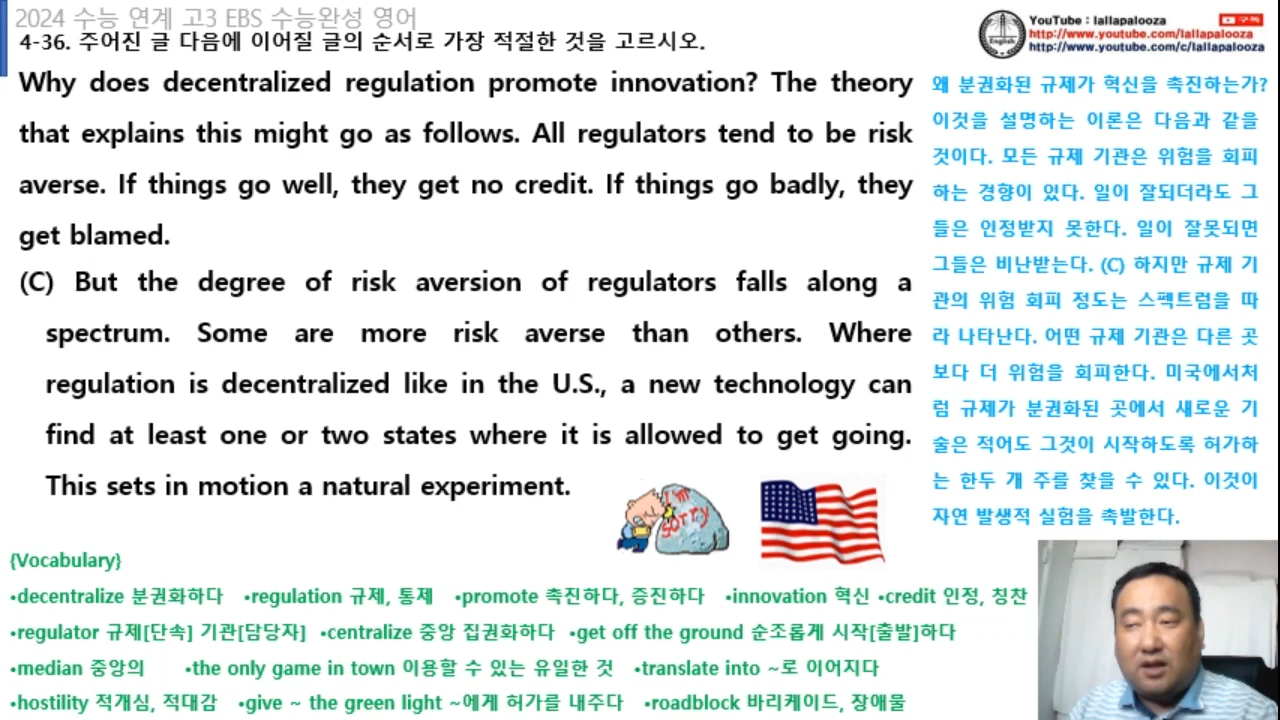 2024 수능 연계 고3 EBS 수능완성 영어
4-36. 주어진 글 다음에 이어질 글의 순서로 가장 적절한 것을 고르시오.
English
YouTube : lallapalooza
구독
http://www.youtube.com/lallapalooza
http://www.youtube.com/c/lallapalooza
Why does decentralized regulation promote innovation? The theory
that explains this might go as follows. All regulators tend to be risk
averse. If things go well, they get no credit. If things go badly, they
get blamed.
(C) But the degree of risk aversion of regulators falls along a
spectrum. Some are more risk averse than others. Where
regulation is decentralized like in the U.S., a new technology can
find at least one or two states where it is allowed to get going.
This sets in motion a natural experiment.
I'm
sorry
왜 분권화된 규제가 혁신을 촉진하는가?
이것을 설명하는 이론은 다음과 같을
것이다. 모든 규제 기관은 위험을 회피
하는 경향이 있다. 일이 잘되더라도 그
들은 인정받지 못한다. 일이 잘못되면
그들은 비난받는다. (C) 하지만 규제 기
관의 위험 회피 정도는 스펙트럼을 따
라 나타난다. 어떤 규제 기관은 다른 곳
보다 더 위험을 회피한다. 미국에서처
럼 규제가 분권화된 곳에서 새로운 기
술은 적어도 그것이 시작하도록 허가하
는 한두 개 주를 찾을 수 있다. 이것이
자연 발생적 실험을 촉발한다.
{Vocabulary}
•decentralize 분권화하다 •regulation 규제, 통제 •promote 촉진하다, 증진하다 •innovation 혁신 •credit 인정, 칭찬
•regulator 규제[단속] 기관[담당자] •centralize 중앙 집권화하다 •get off the ground 순조롭게 시작[출발]하다
•median 중앙의 •the only game in town 이용할 수 있는 유일한 것 •translate into ~로 이어지다
•hostility 적개심, 적대감 •give ~ the green light ~에게 허가를 내주다 •roadblock 바리케이드, 장애물